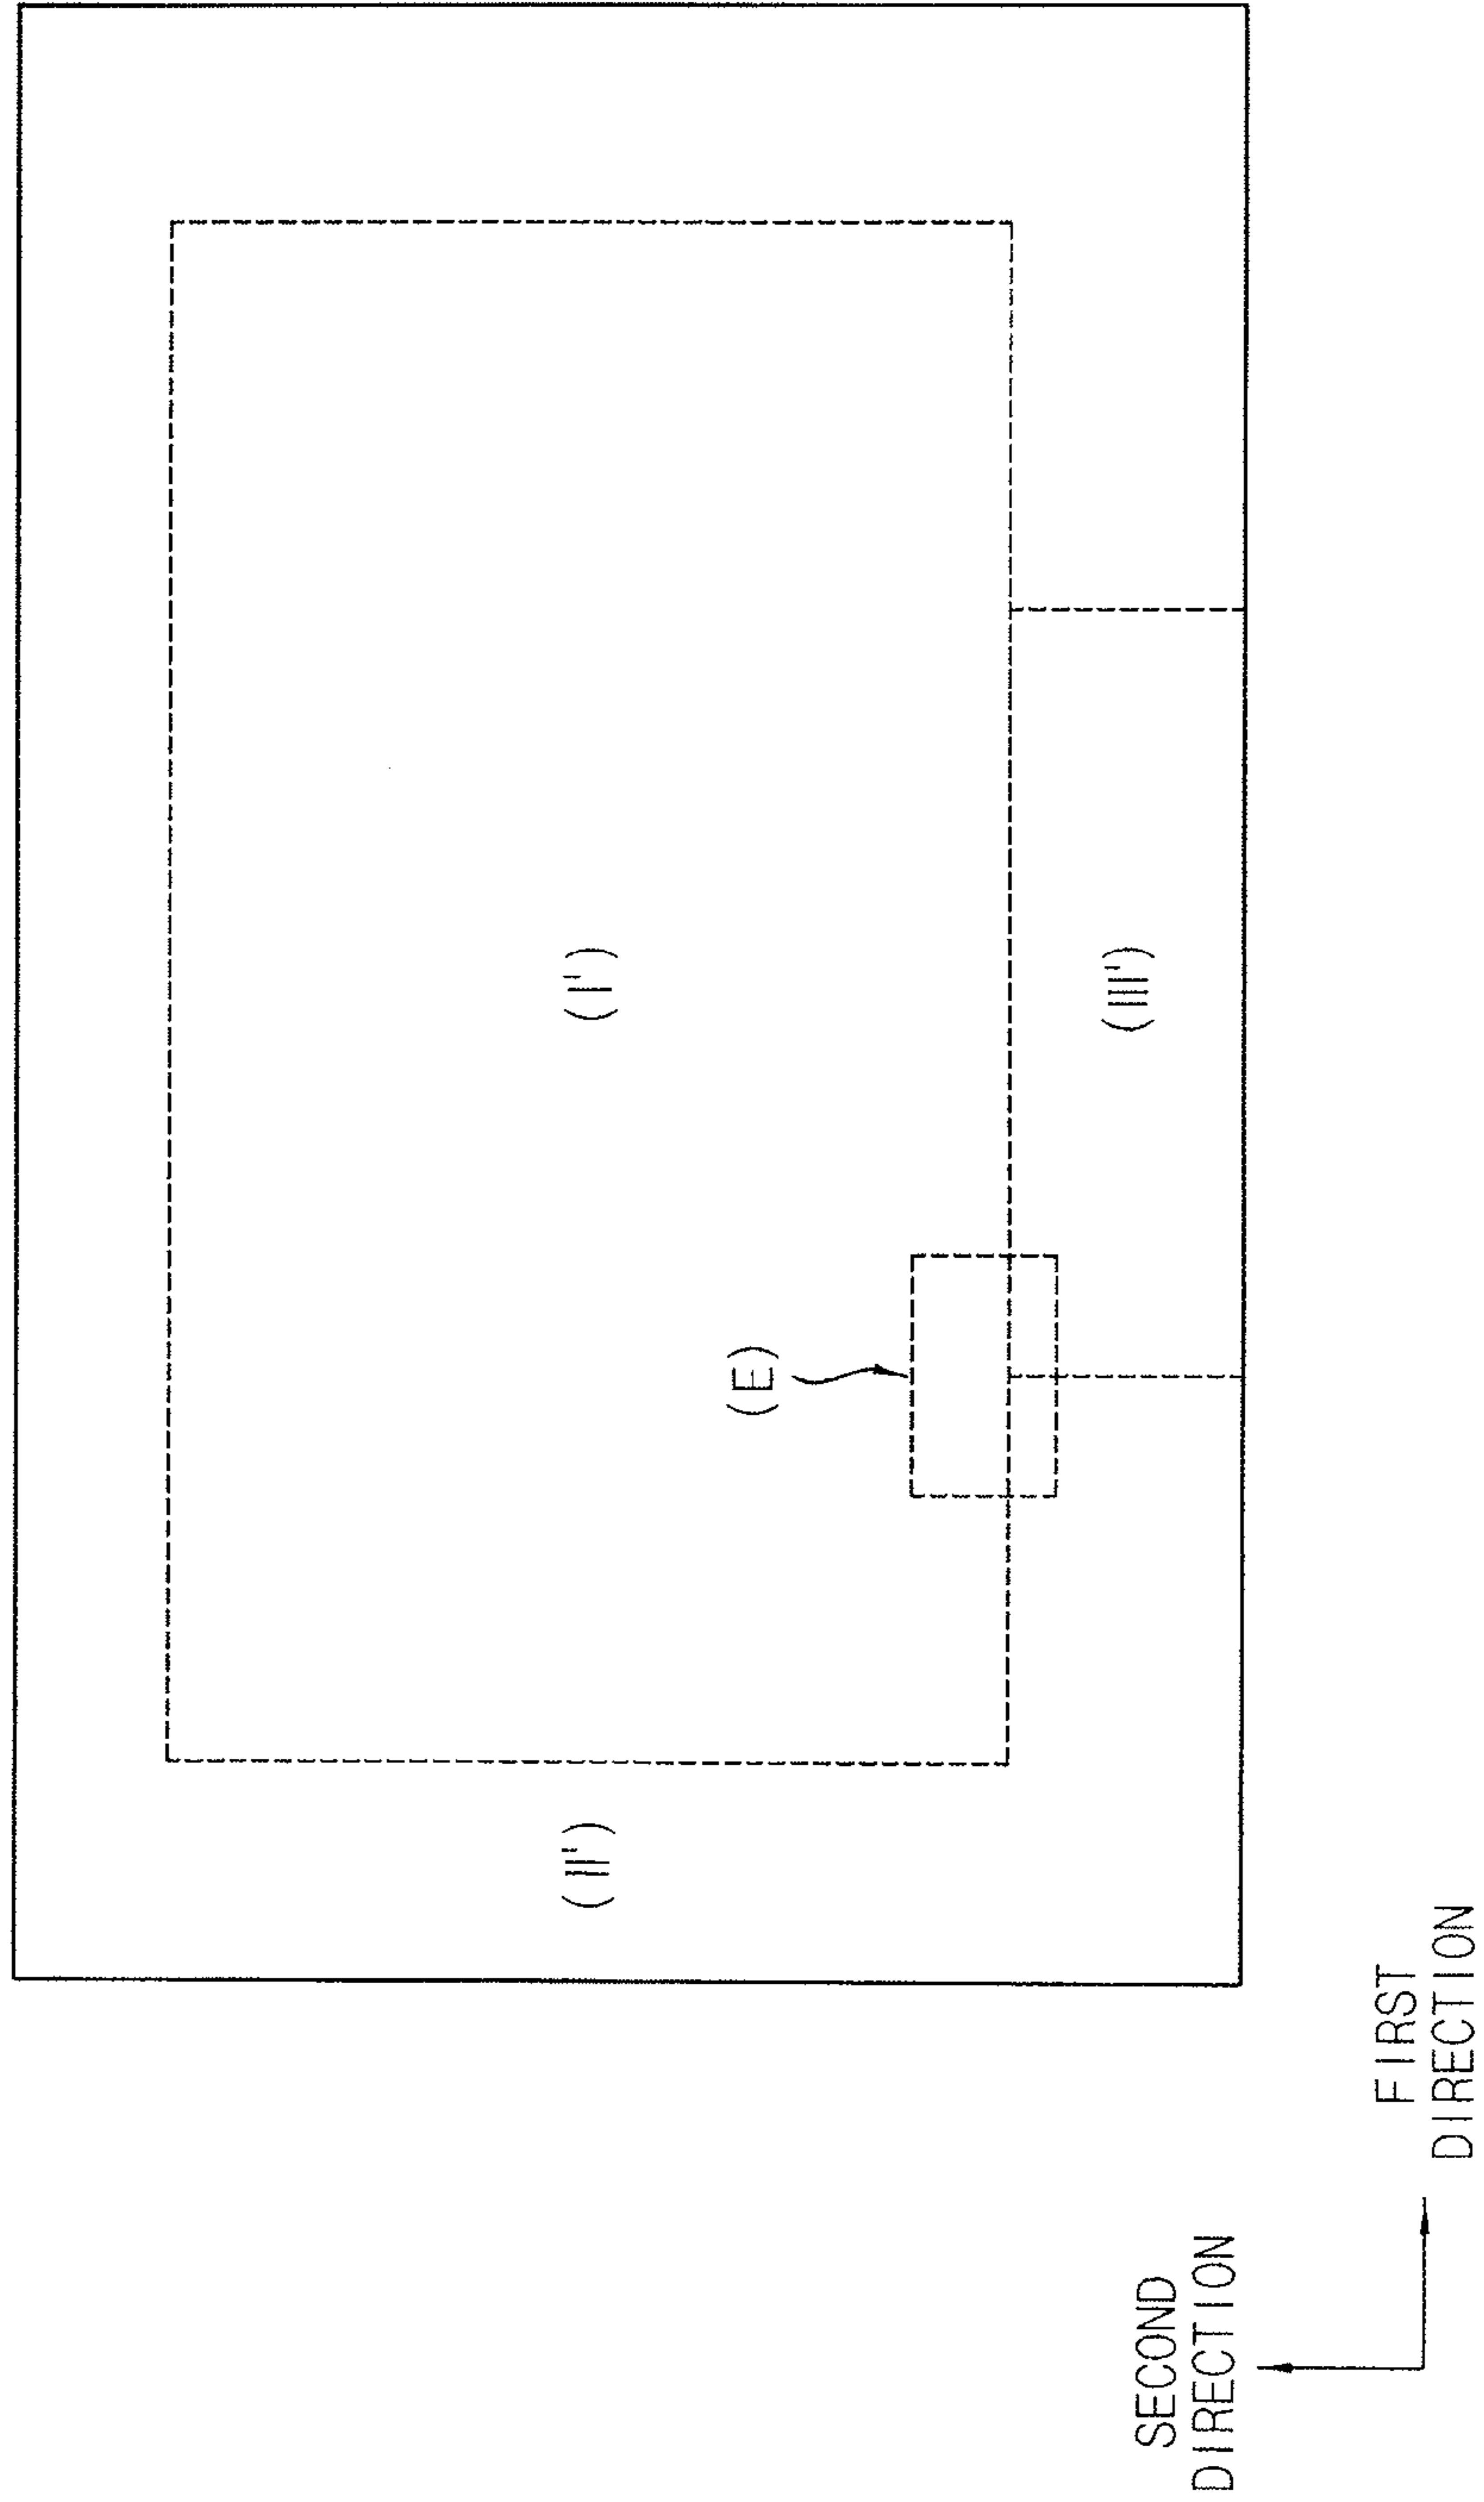 (I')
(III')
(E)
(II')
SECOND
DIRECTION
FIRST
DIRECTION